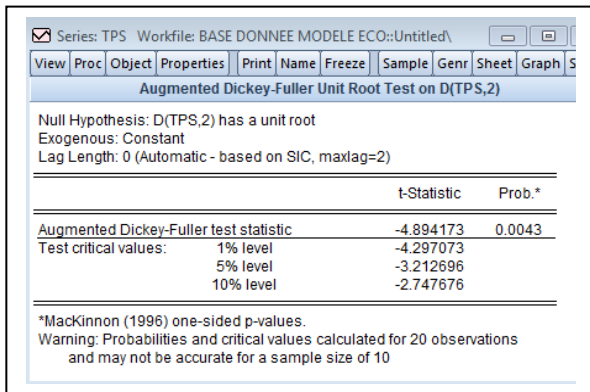 Series: TPS Workfile: BASE DONNEE MODELE ECO::Untitled\
View Proc Object Properties Print Name Freeze Sample Genr Sheet Graph S
Augmented Dickey-Fuller Unit Root Test on D(TPS,2)
Null Hypothesis: D(TPS,2) has a unit root
Exogenous: Constant
Lag Length: 0 (Automatic - based on SIC, maxlag=2)
t-Statistic Prob.*
Augmented Dickey-Fuller test statistic -4.894173 0.0043
Test critical values: 1% level -4.297073
5% level -3.212696
10% level -2.747676
*MacKinnon (1996) one-sided p-values.
Warning: Probabilities and critical values calculated for 20 observations
and may not be accurate for a sample size of 10